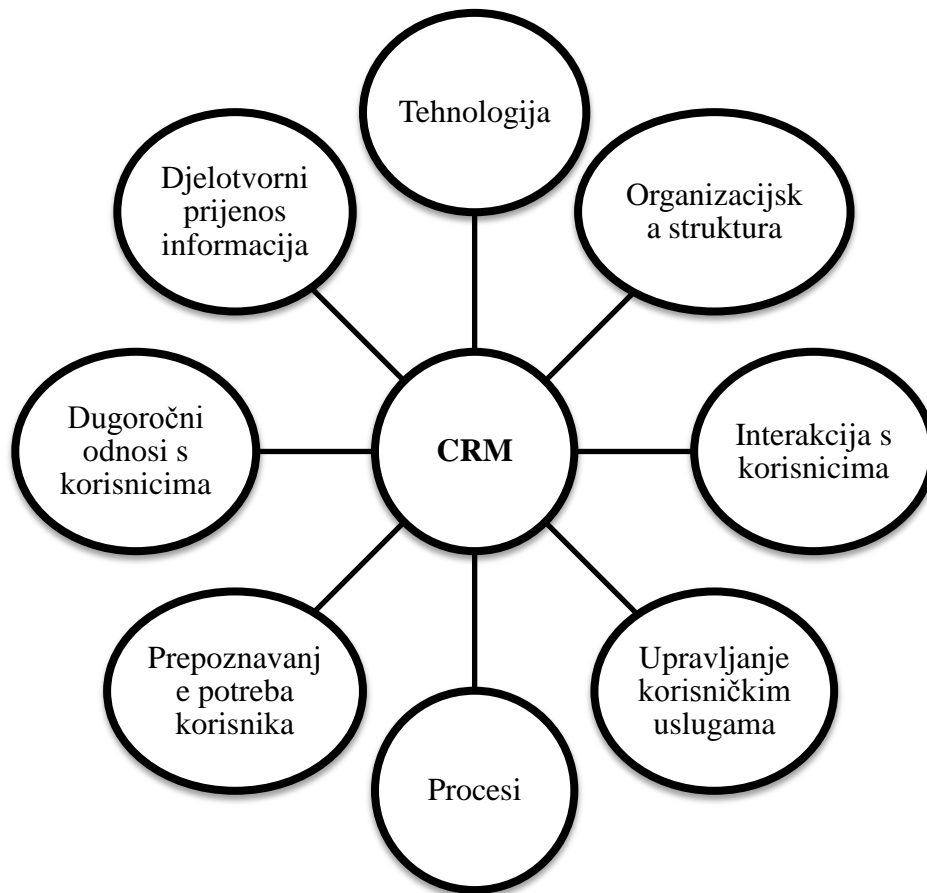 Tehnologija
Organizacijsk
a struktura
Interakcija s
korisnicima
Upravljanje
korisničkim
uslugama
Procesi
Prepoznavanj
e potreba
korisnika
Dugoročni
odnosi s
korisnicima
Djelotvorni
prijenos
informacija
CRM